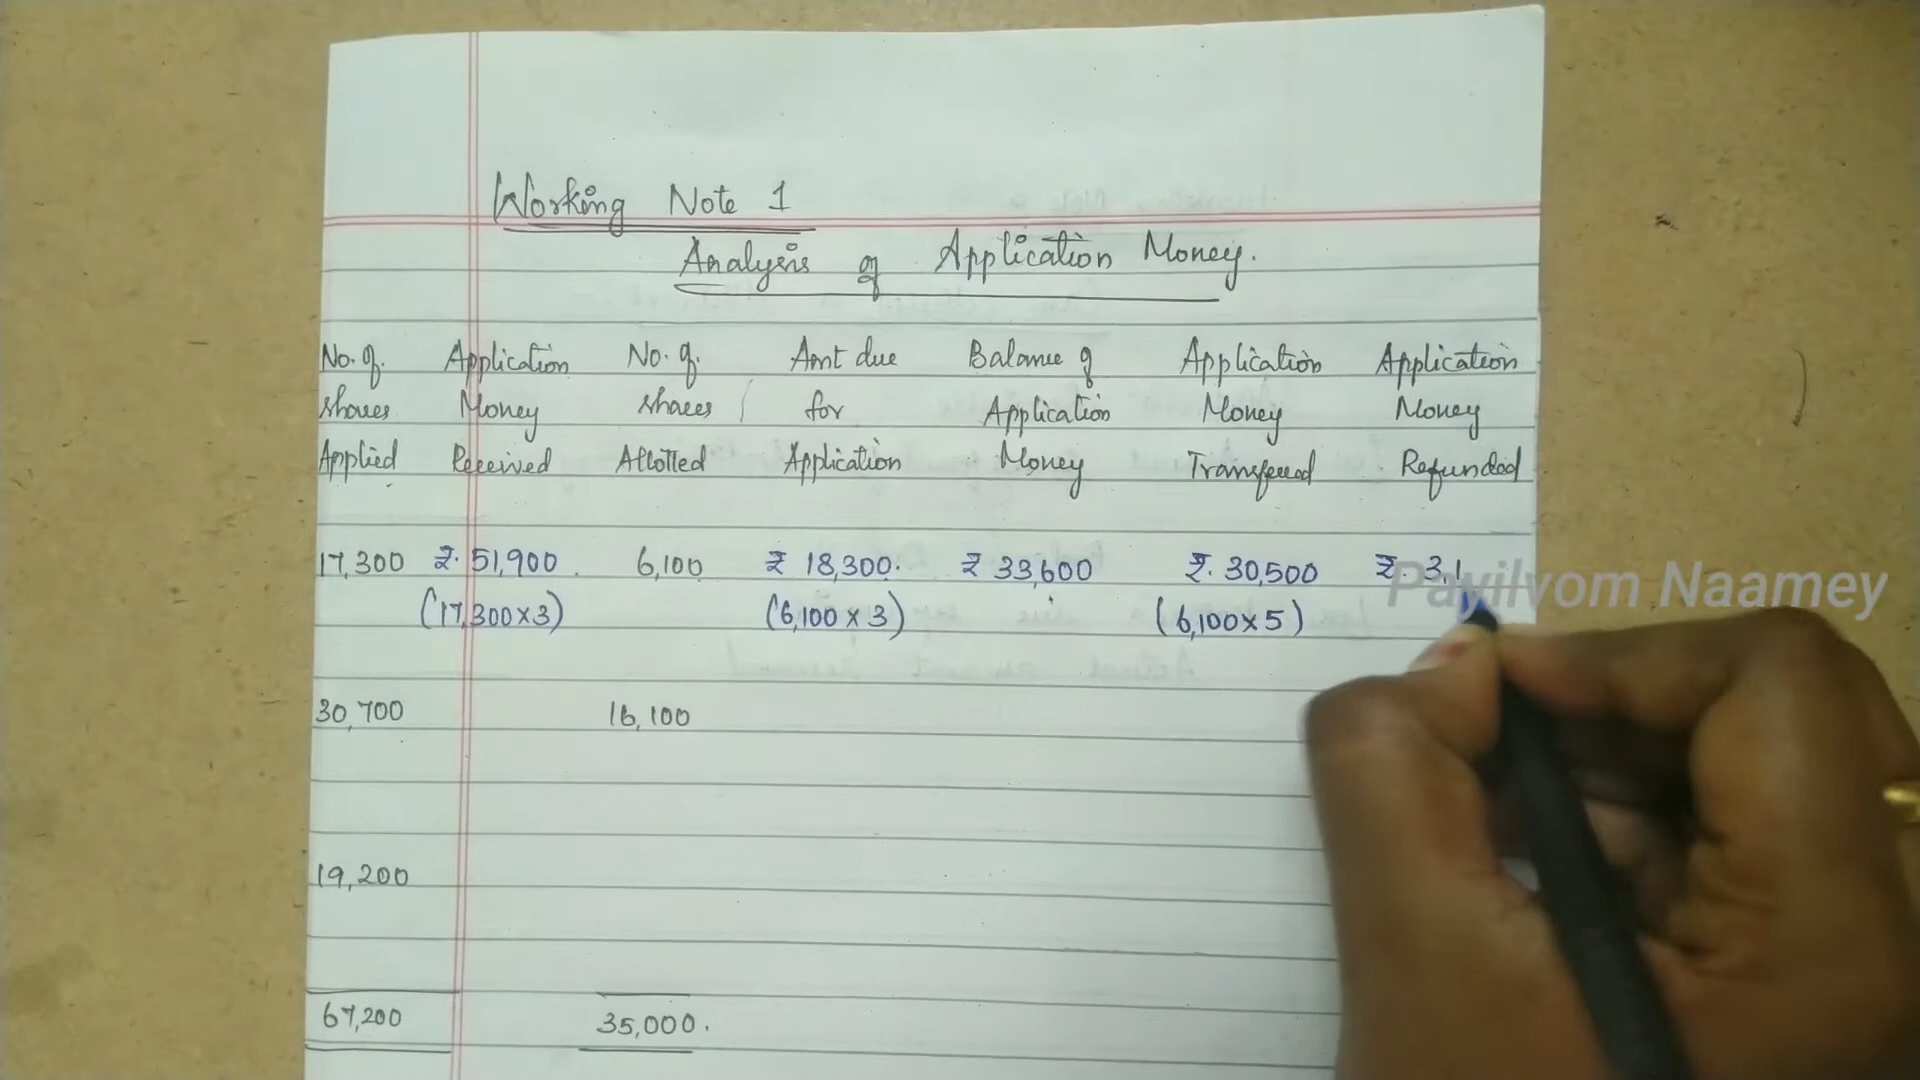 Working Note 1
Analysis of Application Money.
No. of. Application No. of. Amt due Balance of Application Application
shares Money shares for Application Money Money
Applied Received Allotted Application Money Transferred Refunded
17,300 ₹. 51,900 6,100 ₹ 18,300. ₹ 33,600 ₹. 30,500 ₹. 3,1
(17,300 x 3) (6,100 x 3) (6,100 x 5)
Payilvom Naamey
30,700 16,100
19,200
67,200 35,000.